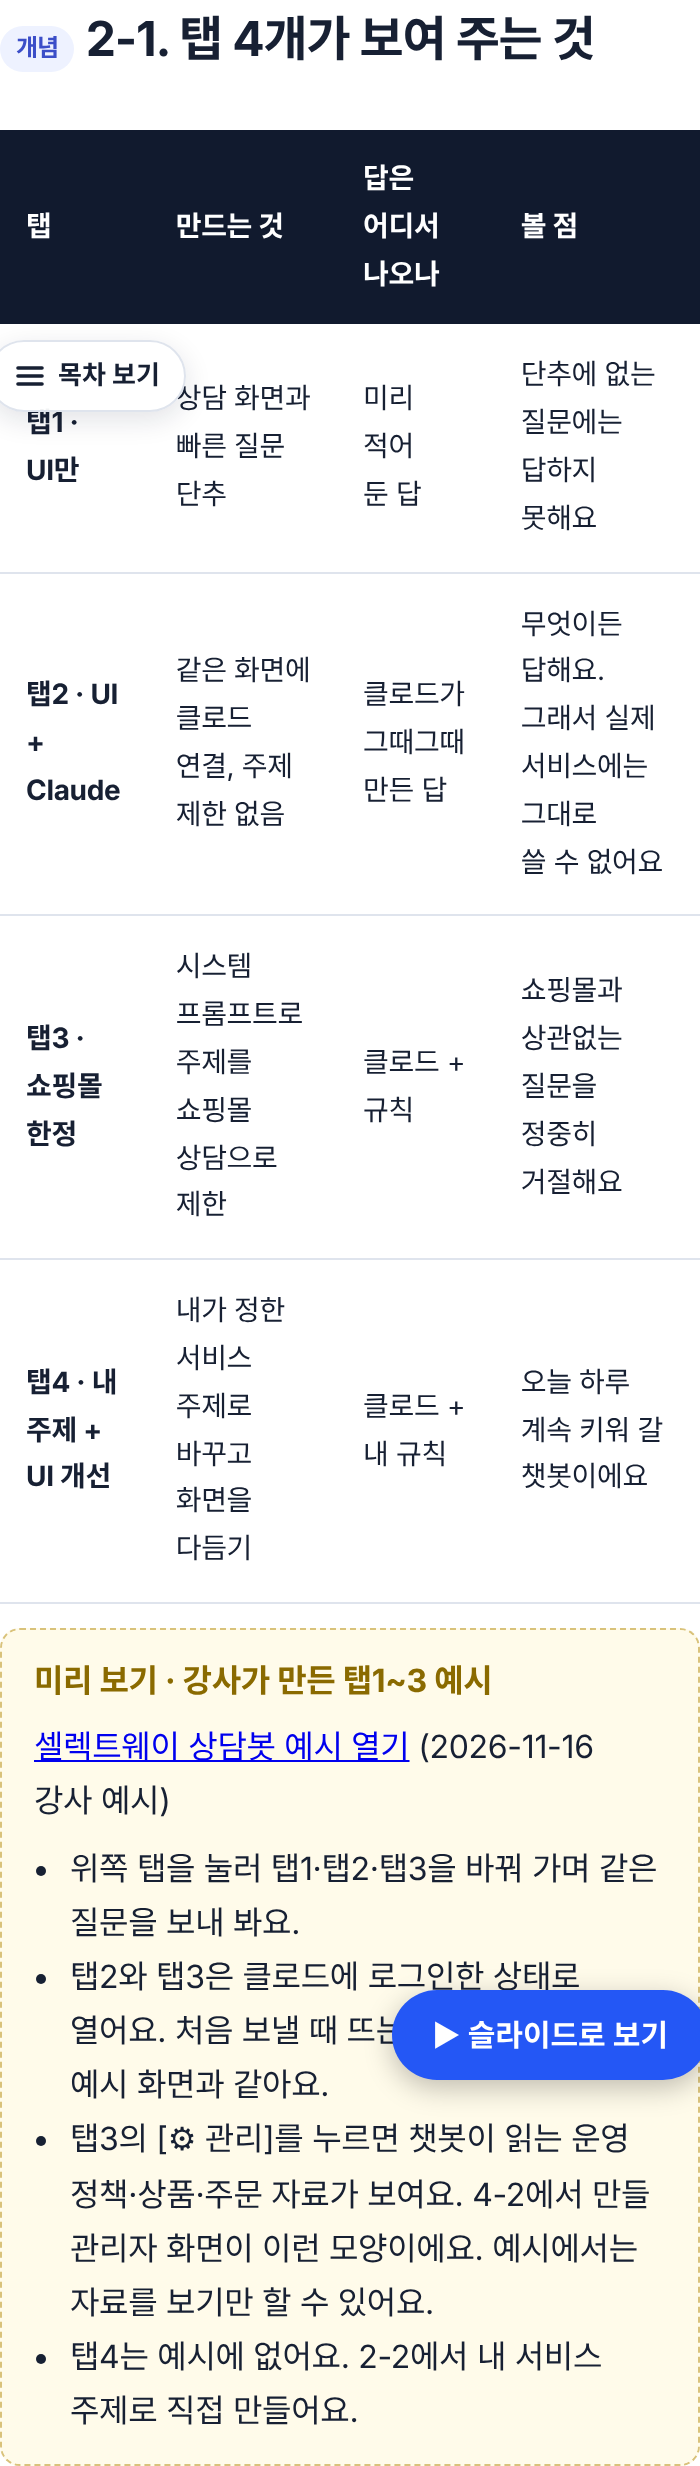 개념 2-1. 탭 4개가 보여 주는 것
탭
만드는 것
답은
어디서
나오나
볼 점
목차 보기
탭1 ·
UI만
상담 화면과
빠른 질문
단추
미리
적어
둔 답
단추에 없는
질문에는
답하지
못해요
탭2 · UI
+
Claude
같은 화면에
클로드
연결, 주제
제한 없음
클로드가
그때그때
만든 답
무엇이든
답해요.
그래서 실제
서비스에는
그대로
쓸 수 없어요
탭3 ·
쇼핑몰
한정
시스템
프롬프트로
주제를
쇼핑몰
상담으로
제한
클로드 +
규칙
쇼핑몰과
상관없는
질문을
정중히
거절해요
탭4 · 내
주제 +
UI 개선
내가 정한
서비스
주제로
바꾸고
화면을
다듬기
클로드 +
내 규칙
오늘 하루
계속 키워 갈
챗봇이에요
미리 보기 · 강사가 만든 탭1~3 예시
셀렉트웨이 상담봇 예시 열기 (2026-11-16
강사 예시)
• 위쪽 탭을 눌러 탭1·탭2·탭3을 바꿔 가며 같은
질문을 보내 봐요.
• 탭2와 탭3은 클로드에 로그인한 상태로
열어요. 처음 보낼 때 뜨는
▶ 슬라이드로 보기
예시 화면과 같아요.
• 탭3의 [⚙ 관리]를 누르면 챗봇이 읽는 운영
정책·상품·주문 자료가 보여요. 4-2에서 만들
관리자 화면이 이런 모양이에요. 예시에서는
자료를 보기만 할 수 있어요.
• 탭4는 예시에 없어요. 2-2에서 내 서비스
주제로 직접 만들어요.